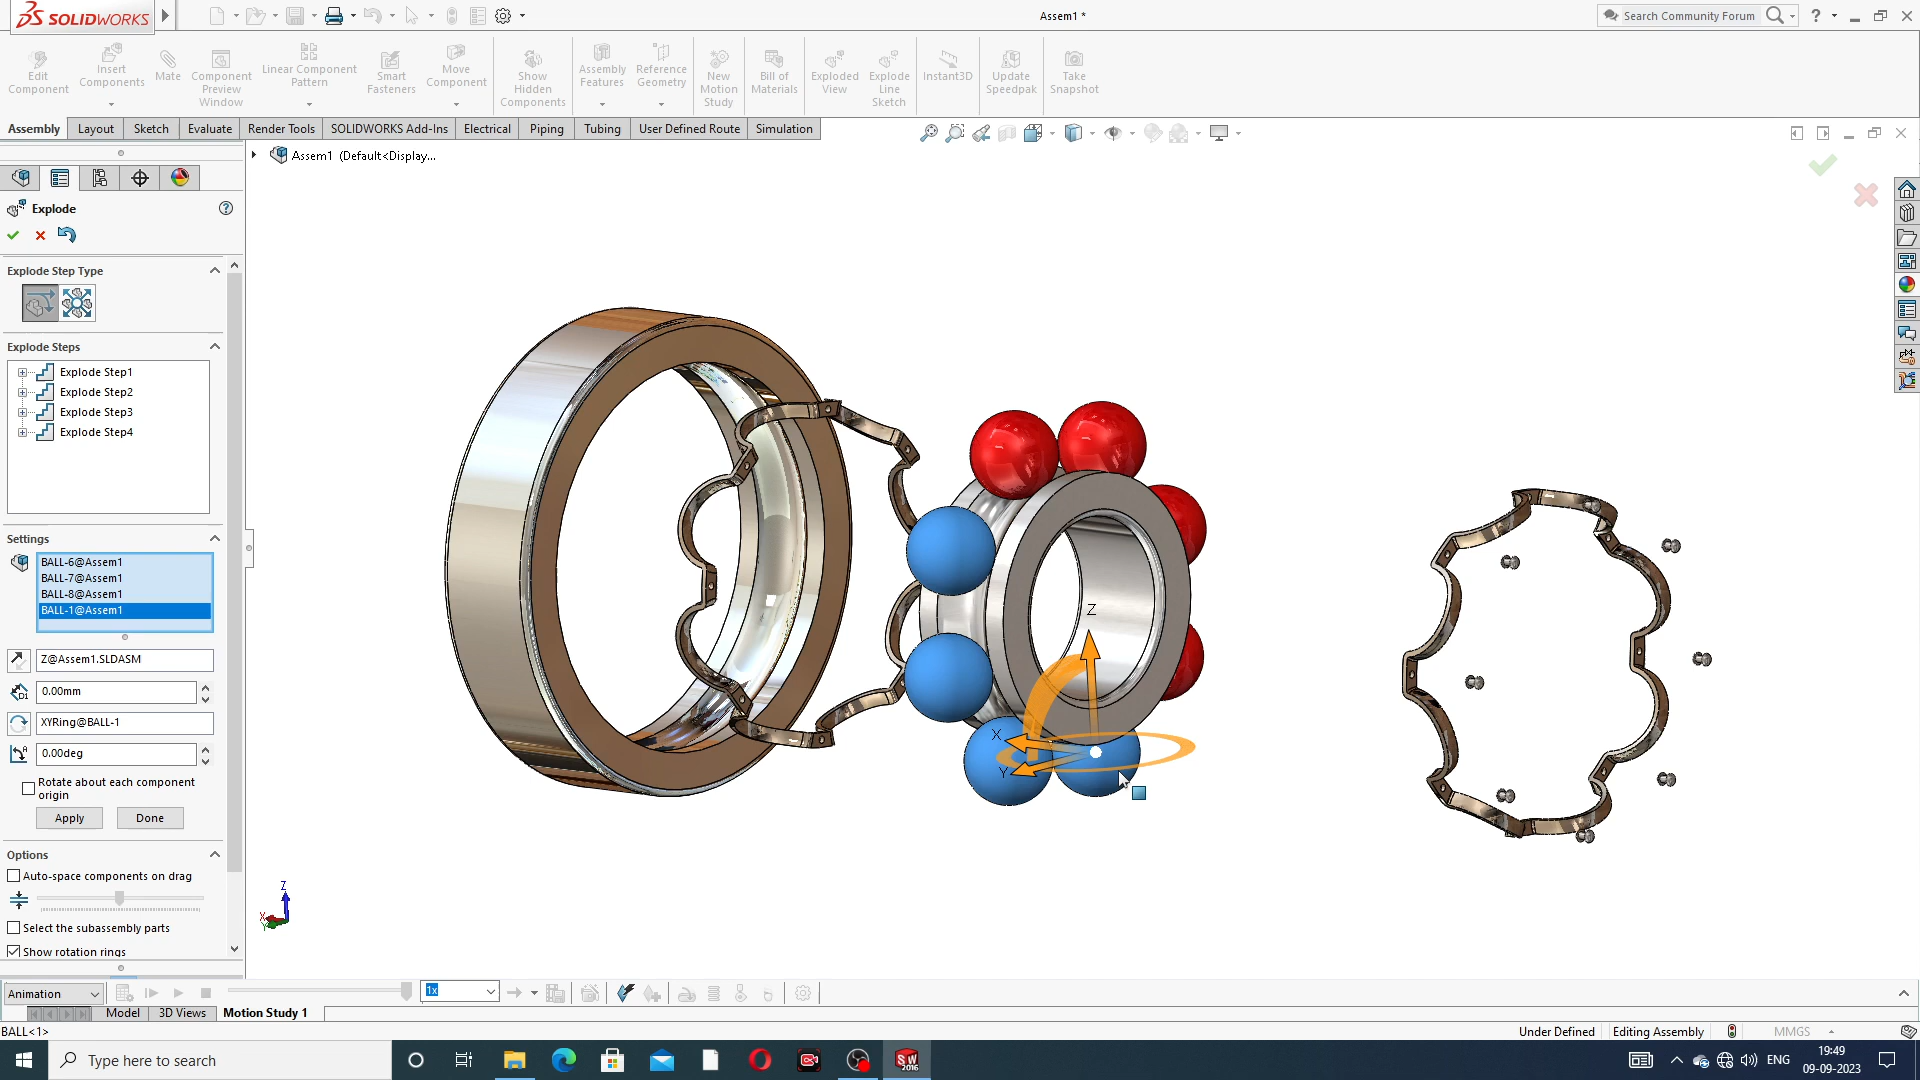 SOLIDWORKS
Assem1 *
Search Community Forum
?
Edit Component
Insert Components
Mate
Component Preview Window
Linear Component Pattern
Smart Fasteners
Move Component
Show Hidden Components
Assembly Features
Reference Geometry
New Motion Study
Bill of Materials
Exploded View
Explode Line Sketch
Instant3D
Update Speedpak
Take Snapshot
Assembly
Layout
Sketch
Evaluate
Render Tools
SOLIDWORKS Add-Ins
Electrical
Piping
Tubing
User Defined Route
Simulation
Assem1 (Default<Display...
Explode
?
Explode Step Type
Explode Steps
Explode Step1
Explode Step2
Explode Step3
Explode Step4
Settings
BALL-6@Assem1
BALL-7@Assem1
BALL-8@Assem1
BALL-1@Assem1
Z@Assem1.SLDASM
0.00mm
XYRing@BALL-1
0.00deg
Rotate about each component
origin
Apply
Done
Options
Auto-space components on drag
Select the subassembly parts
Show rotation rings
Z
X
Y
Z
X
Y
Animation
1x
Model
3D Views
Motion Study 1
BALL<1>
Under Defined
Editing Assembly
MMGS
Type here to search
SW
2016
ENG
19:49
09-09-2023